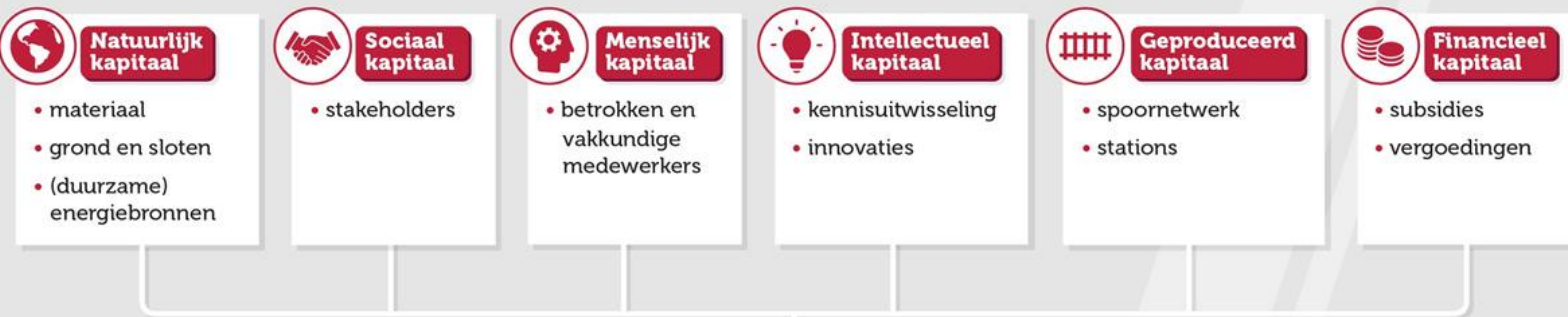 Natuurlijk
kapitaal
• materiaal
• grond en sloten
• (duurzame)
energiebronnen
Sociaal
kapitaal
• stakeholders
Menselijk
kapitaal
• betrokken en
vakkundige
medewerkers
Intellectueel
kapitaal
• kennisuitwisseling
• innovaties
Geproduceerd
kapitaal
• spoornetwerk
• stations
Financieel
kapitaal
• subsidies
• vergoedingen